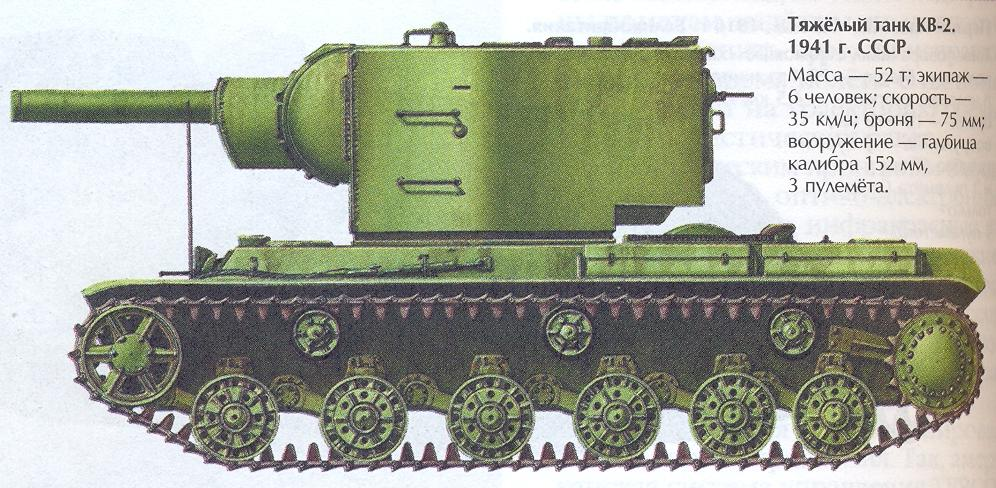 Тяжёлый танк КВ-2.
1941 г. СССР.
Масса — 52 т; экипаж —
6 человек; скорость —
35 км/ч; броня — 75 мм;
вооружение — гаубица
калибра 152 мм,
3 пулемёта.